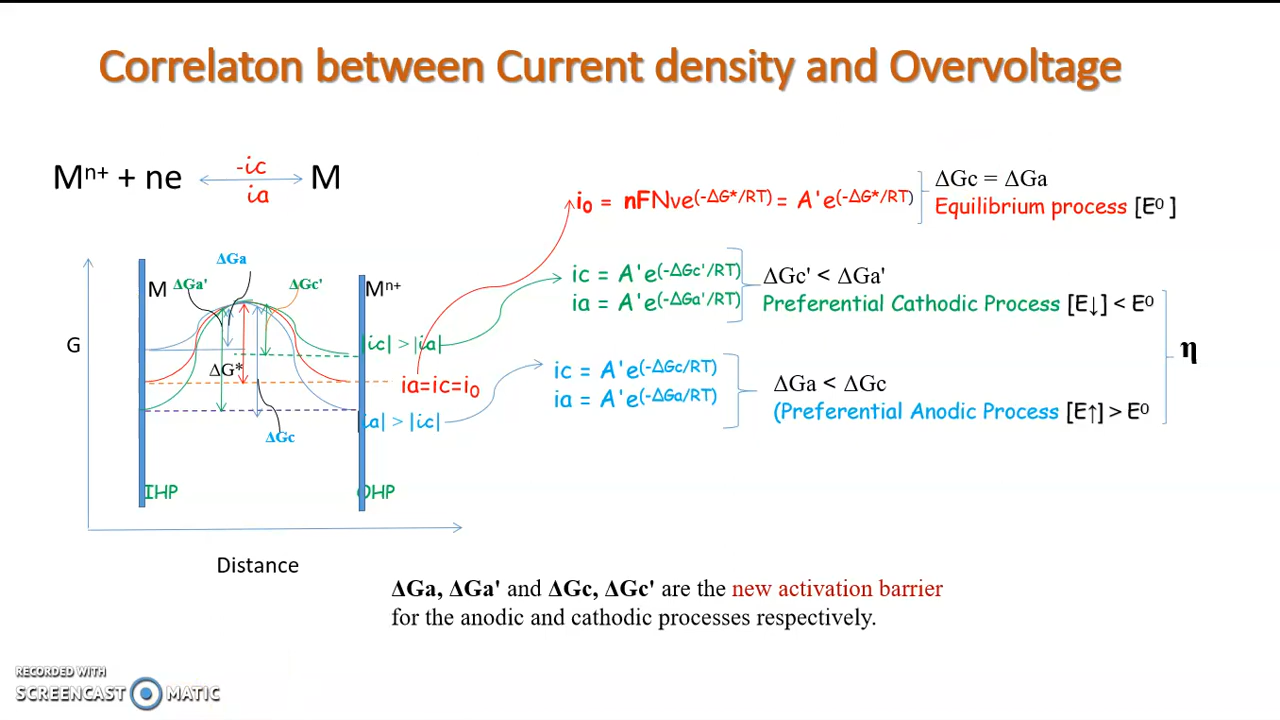 Correlaton between Current density and Overvoltage
Mⁿ⁺ + ne
-ic
ia
M
i₀ = nFNve(-ΔG*/RT) = A'e(-ΔG*/RT)
ΔGc = ΔGa
Equilibrium process [E⁰ ]
ΔGa
M
ΔGa'
ΔGc'
Mⁿ⁺
ic = A'e(-ΔGc'/RT)
ia = A'e(-ΔGa'/RT)
ΔGc' < ΔGa'
Preferential Cathodic Process [E↓] < E⁰
G
|ic| > |ia|
η
ΔG*
ia=ic=i₀
ic = A'e(-ΔGc/RT)
ia = A'e(-ΔGa/RT)
ΔGa < ΔGc
(Preferential Anodic Process [E↑] > E⁰
|ia| > |ic|
ΔGc
IHP
OHP
Distance
ΔGa, ΔGa' and ΔGc, ΔGc' are the new activation barrier
for the anodic and cathodic processes respectively.
RECORDED WITH
SCREENCAST MATIC